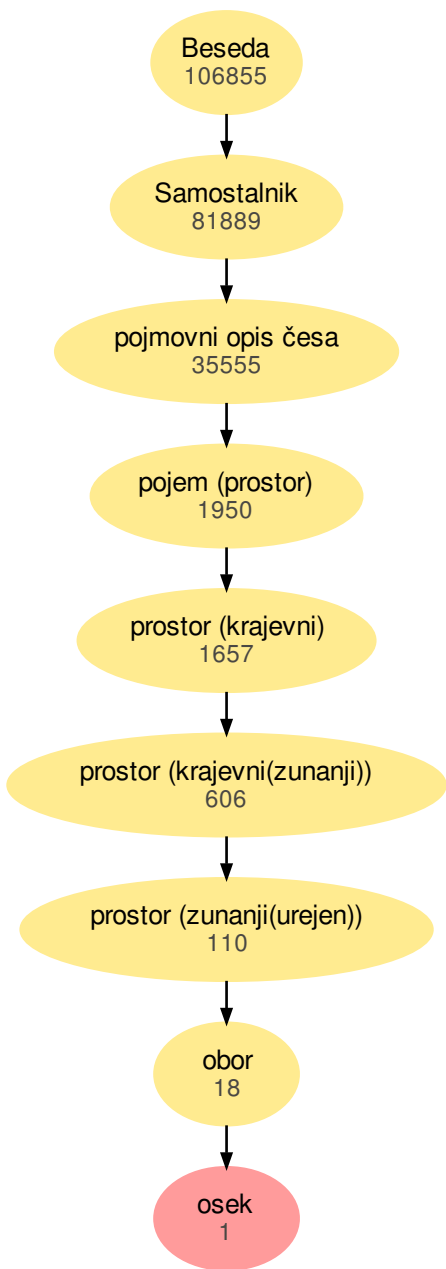 Beseda
106855
Samostalnik
81889
pojmovni opis česa
35555
pojem (prostor)
1950
prostor (krajevni)
1657
prostor (krajevni(zunanji))
606
prostor (zunanji(urejen))
110
obor
18
osek
1